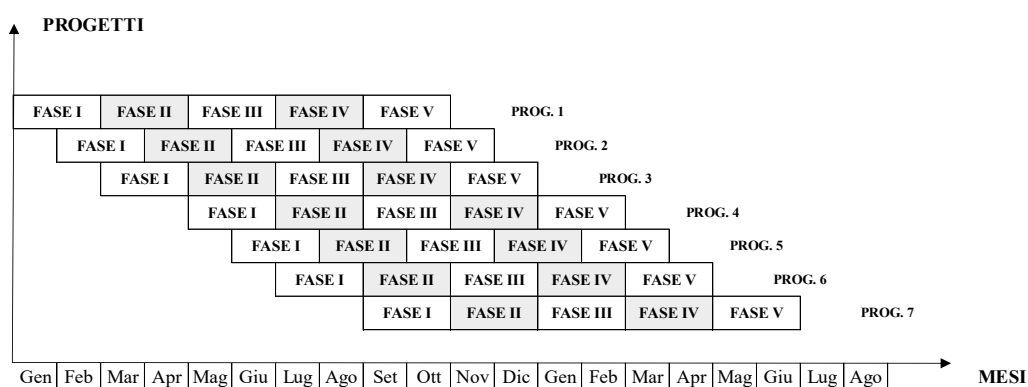 PROGETTI
FASE I FASE II FASE III FASE IV FASE V PROG. 1
FASE I FASE II FASE III FASE IV FASE V PROG. 2
FASE I FASE II FASE III FASE IV FASE V PROG. 3
FASE I FASE II FASE III FASE IV FASE V PROG. 4
FASE I FASE II FASE III FASE IV FASE V PROG. 5
FASE I FASE II FASE III FASE IV FASE V PROG. 6
FASE I FASE II FASE III FASE IV FASE V PROG. 7
Gen Feb Mar Apr Mag Giu Lug Ago Set Ott Nov Dic Gen Feb Mar Apr Mag Giu Lug Ago MESI